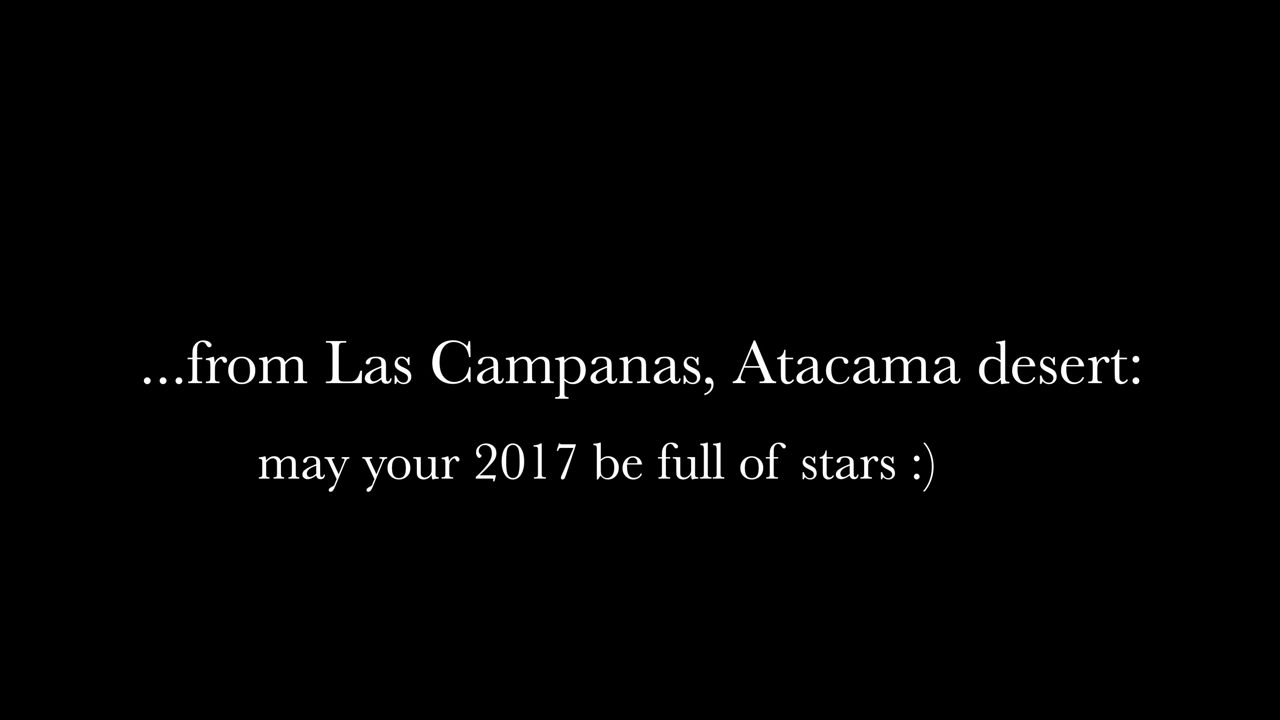 ...from Las Campanas, Atacama desert:
may your 2017 be full of stars :)